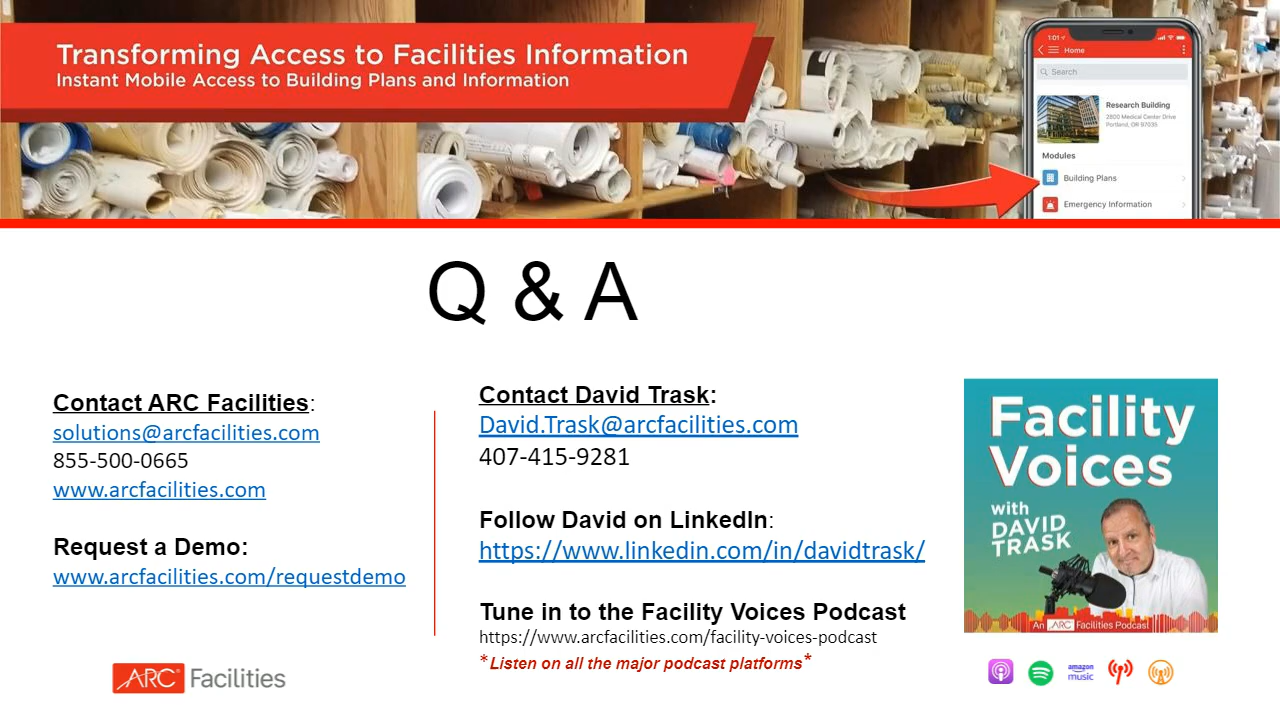 Transforming Access to Facilities Information
Instant Mobile Access to Building Plans and Information
1:01
Home
Search
Research Building
2800 Medical Center Drive
Portland, OR 97035
Modules
Building Plans
Emergency Information
Q & A
Contact ARC Facilities:
solutions@arcfacilities.com
855-500-0665
www.arcfacilities.com
Request a Demo:
www.arcfacilities.com/requestdemo
Contact David Trask:
David.Trask@arcfacilities.com
407-415-9281
Follow David on LinkedIn:
https://www.linkedin.com/in/davidtrask/
Tune in to the Facility Voices Podcast
https://www.arcfacilities.com/facility-voices-podcast
*Listen on all the major podcast platforms*
Facility
Voices
with
DAVID
TRASK
An ARC Facilities Podcast
ARC® Facilities
amazon
music